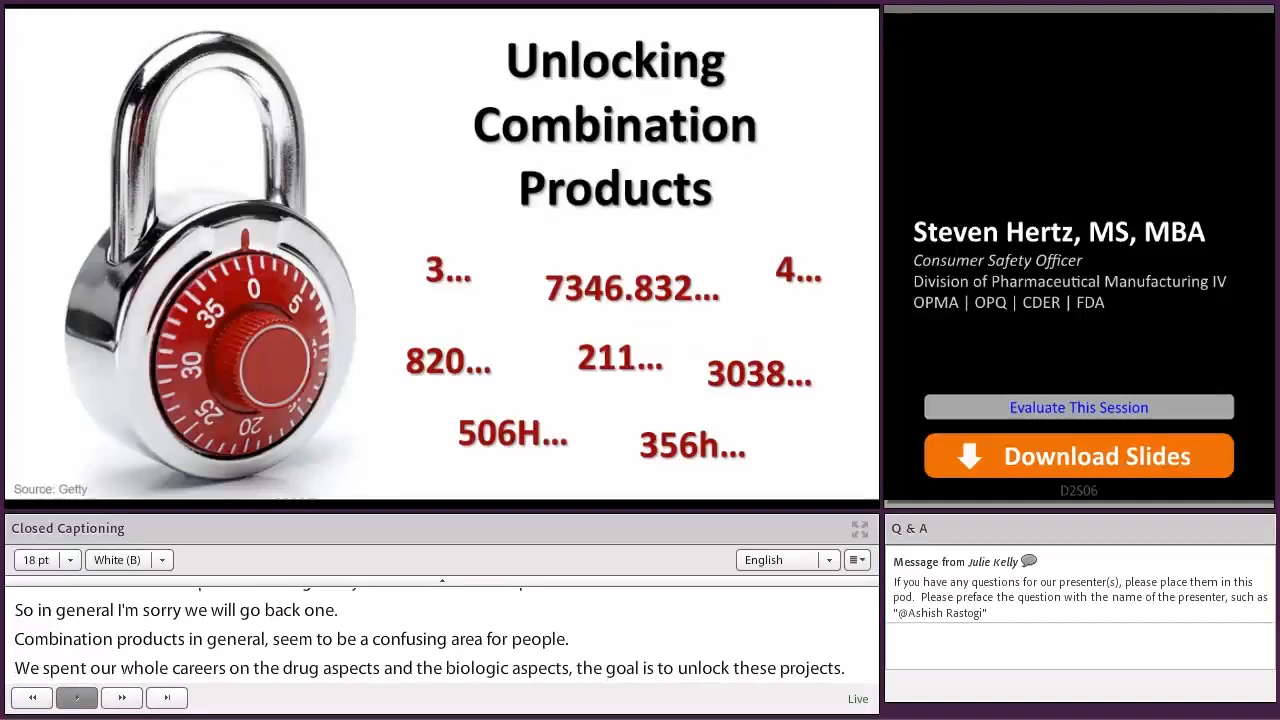 Unlocking
Combination
Products
3...
7346.832...
4...
820...
211...
3038...
506H...
356h...
0
5
35
30
25
20
Source: Getty
Steven Hertz, MS, MBA
Consumer Safety Officer
Division of Pharmaceutical Manufacturing IV
OPMA | OPQ | CDER | FDA
Evaluate This Session
Download Slides
D2S06
Closed Captioning
18 pt
White (B)
English
So in general I'm sorry we will go back one.
Combination products in general, seem to be a confusing area for people.
We spent our whole careers on the drug aspects and the biologic aspects, the goal is to unlock these projects.
Live
Q & A
Message from Julie Kelly
If you have any questions for our presenter(s), please place them in this
pod. Please preface the question with the name of the presenter, such as
"@Ashish Rastogi"